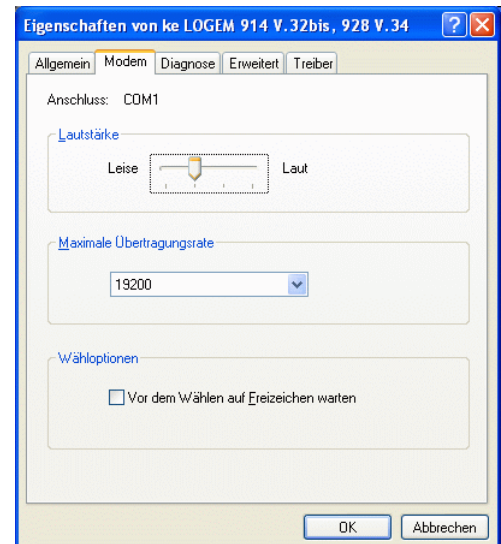 Eigenschaften von ke LOGEM 914 V.32bis, 928 V.34
Allgemein Modem Diagnose Erweitert Treiber
Anschluss: COM1
Lautstärke
Leise Laut
Maximale Übertragungsrate
19200
Wähloptionen
Vor dem Wählen auf Freizeichen warten
OK Abbrechen